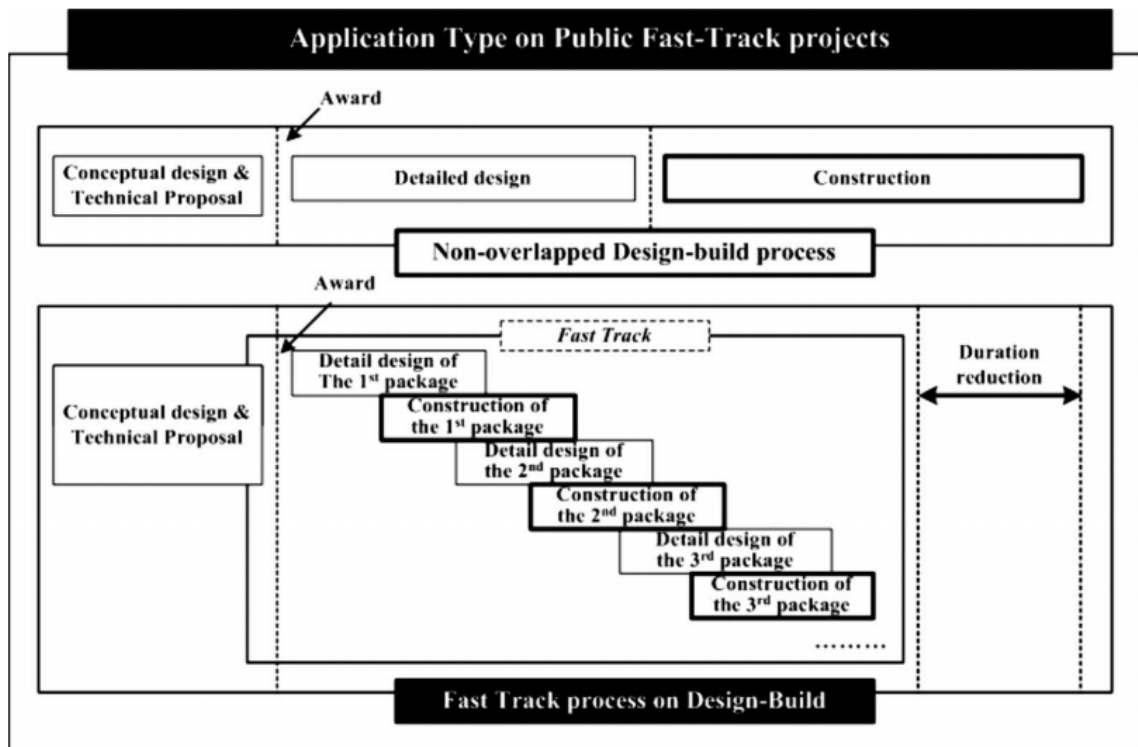 Application Type on Public Fast-Track projects
Award
Conceptual design &
Technical Proposal
Detailed design
Construction
Non-overlapped Design-build process
Award
Fast Track
Detail design of
The 1st package
Duration
reduction
Conceptual design &
Technical Proposal
Construction of
the 1st package
Detail design of
the 2nd package
Construction of
the 2nd package
Detail design of
the 3rd package
Construction of
the 3rd package
………
Fast Track process on Design-Build